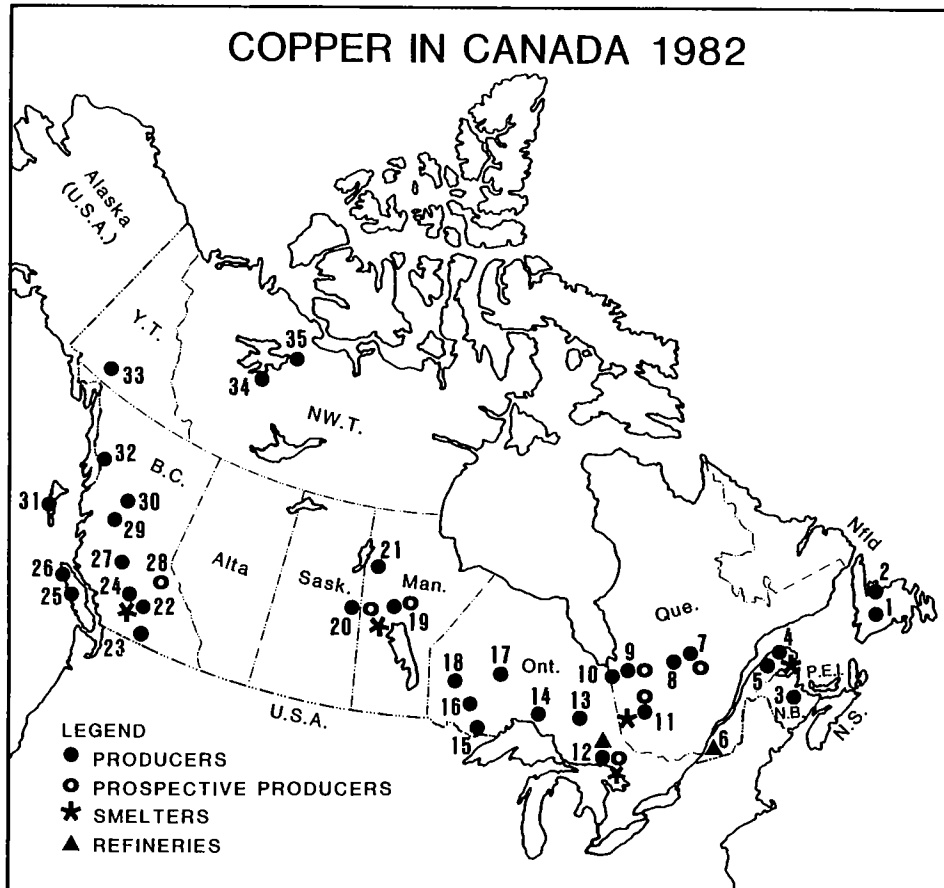 COPPER IN CANADA 1982
Alaska
(U.S.A.)
Y.T.
33
35
34
N.W.T.
32
B.C.
31
30
29
27
28
26
24
25
22
23
Alta
Sask.
21
Man.
20
19
U.S.A.
Nfld
2
1
Que.
Ont.
18
17
16
15
14
13
12
10
9
8
7
11
6
4
5
P.E.I.
3
N.B.
N.S.
LEGEND
PRODUCERS
PROSPECTIVE PRODUCERS
SMELTERS
REFINERIES